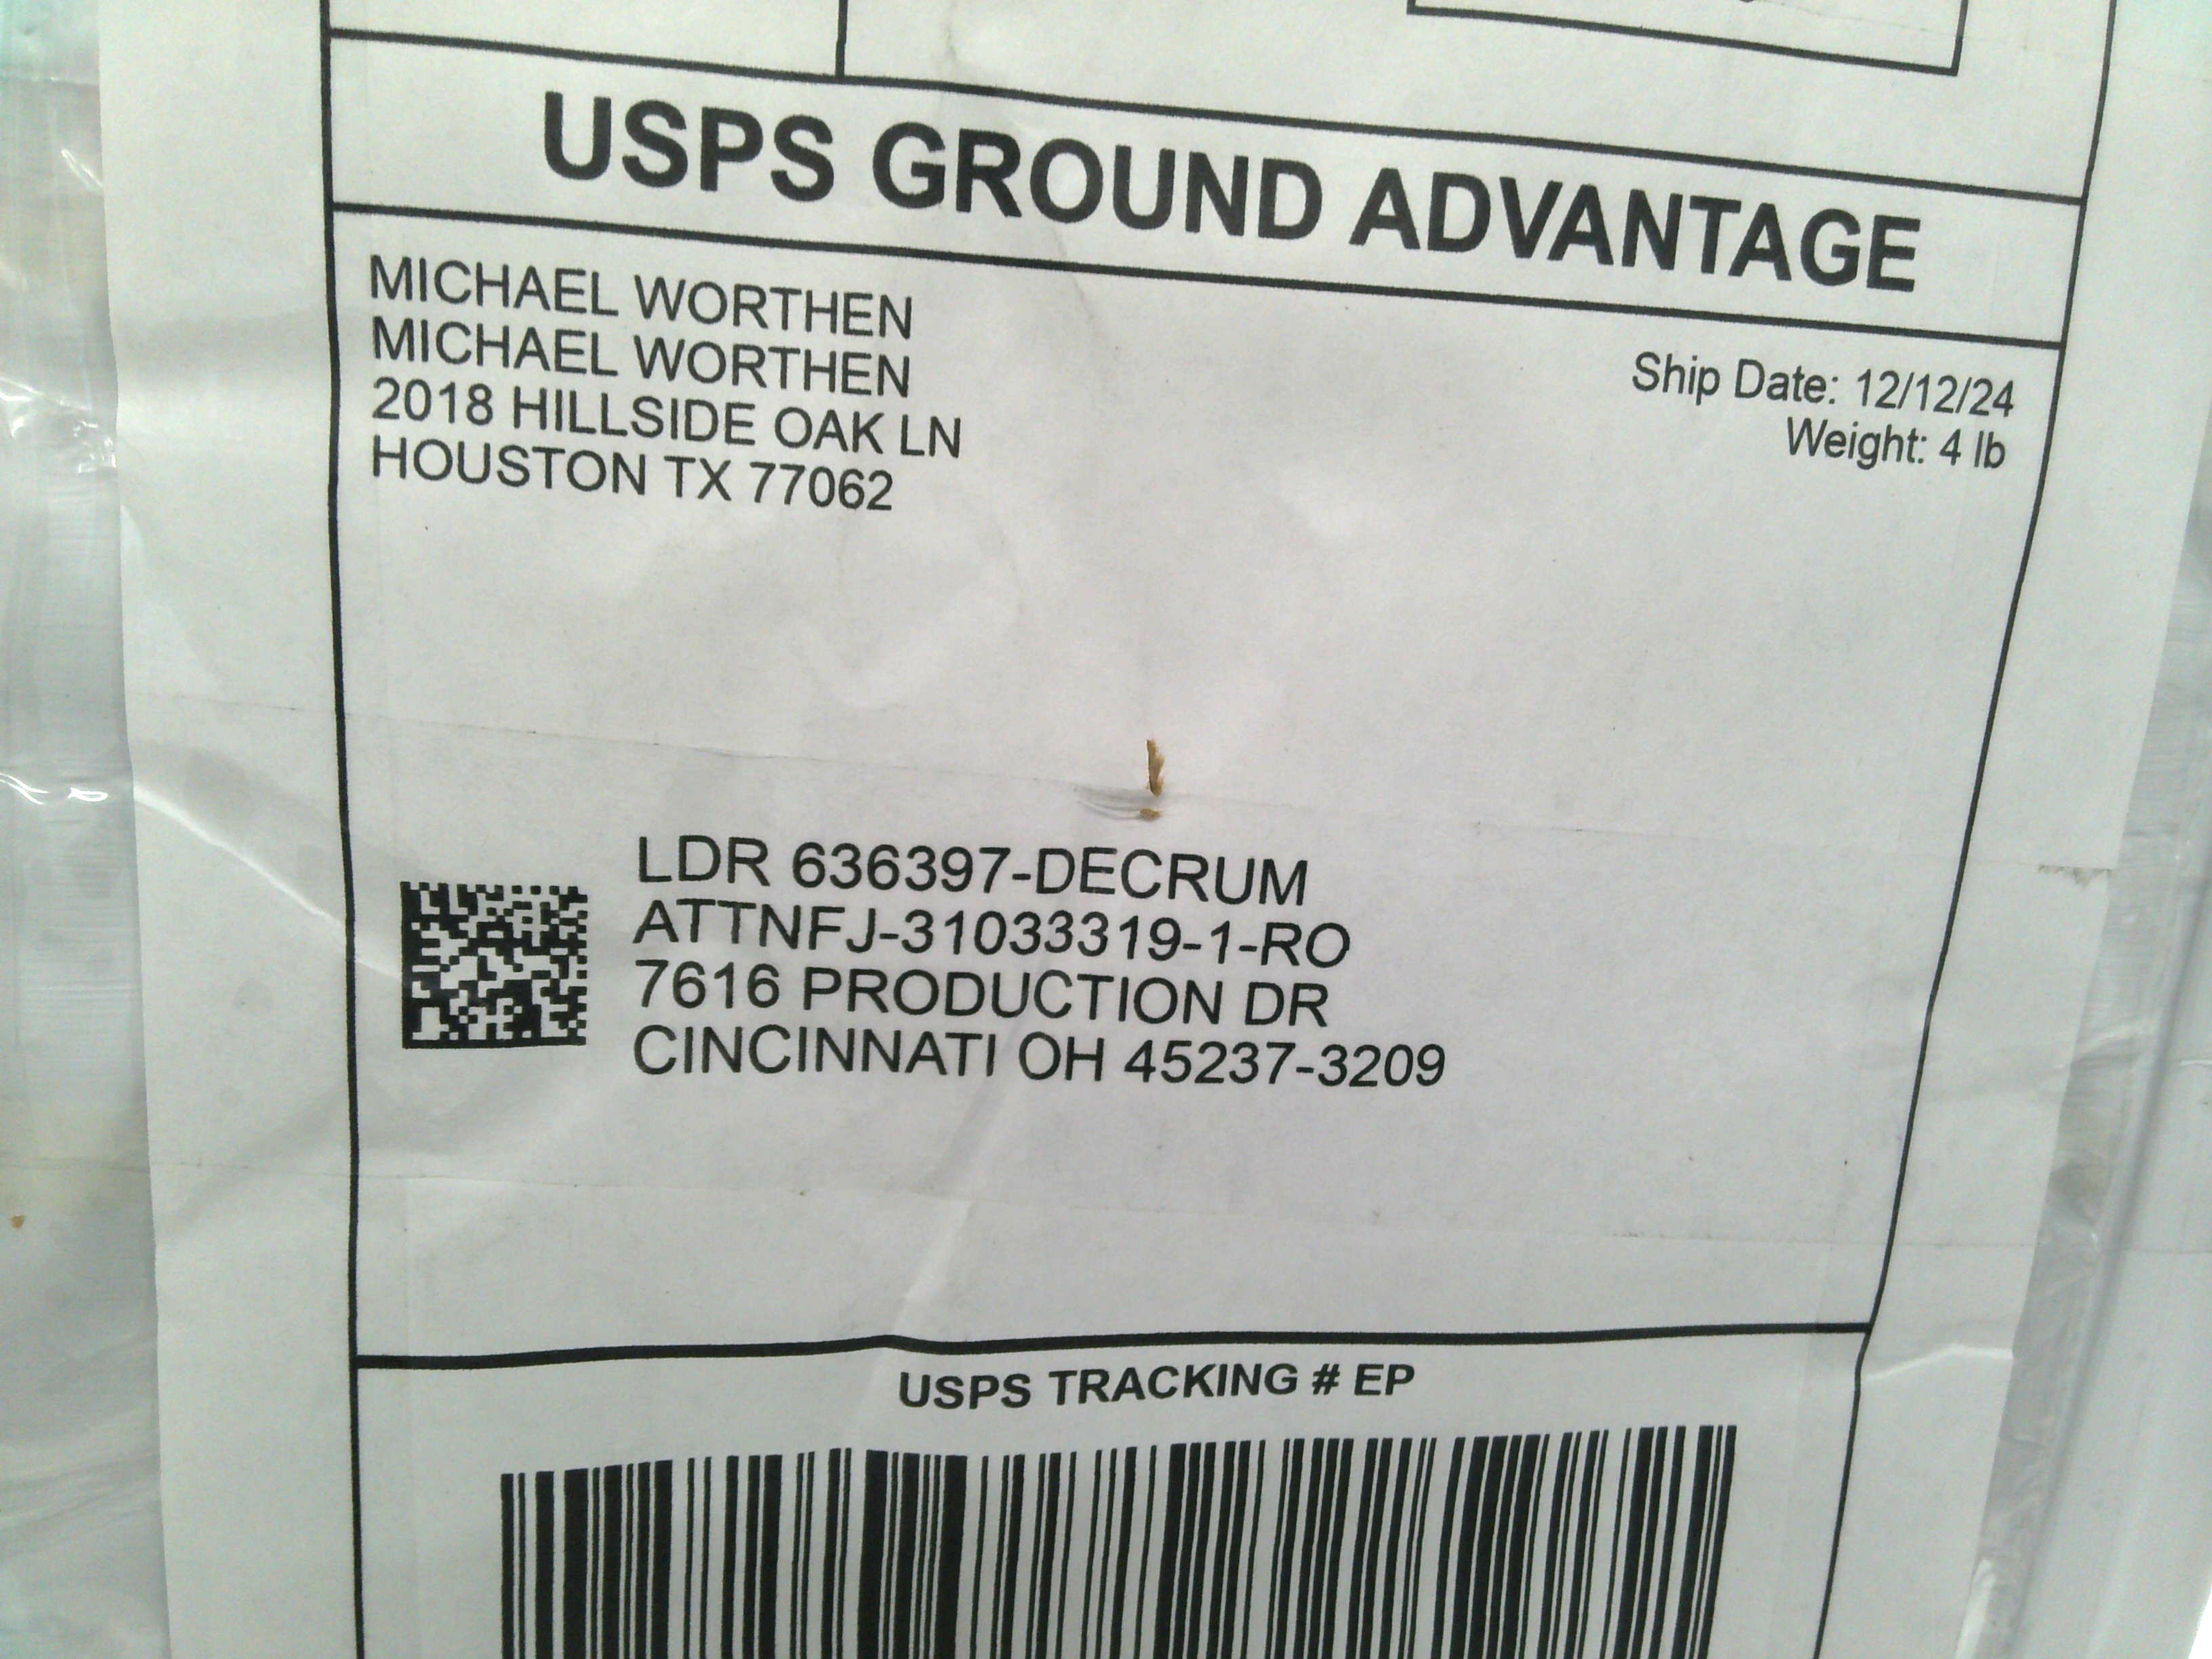 USPS GROUND ADVANTAGE
MICHAEL WORTHEN
MICHAEL WORTHEN
2018 HILLSIDE OAK LN
HOUSTON TX 77062
Ship Date: 12/12/24
Weight: 4 lb
LDR 636397-DECRUM
ATTNFJ-31033319-1-RO
7616 PRODUCTION DR
CINCINNATI OH 45237-3209
USPS TRACKING # EP